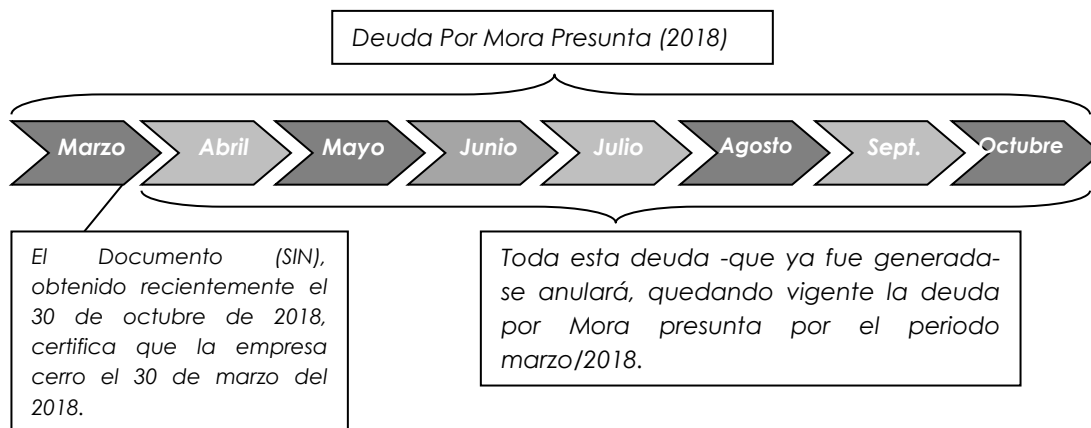 Deuda Por Mora Presunta (2018)
Marzo
Abril
Mayo
Junio
Julio
Agosto
Sept.
Octubre
El Documento (SIN),
obtenido recientemente el
30 de octubre de 2018,
certifica que la empresa
cerro el 30 de marzo del
2018.
Toda esta deuda -que ya fue generada-
se anulará, quedando vigente la deuda
por Mora presunta por el periodo
marzo/2018.